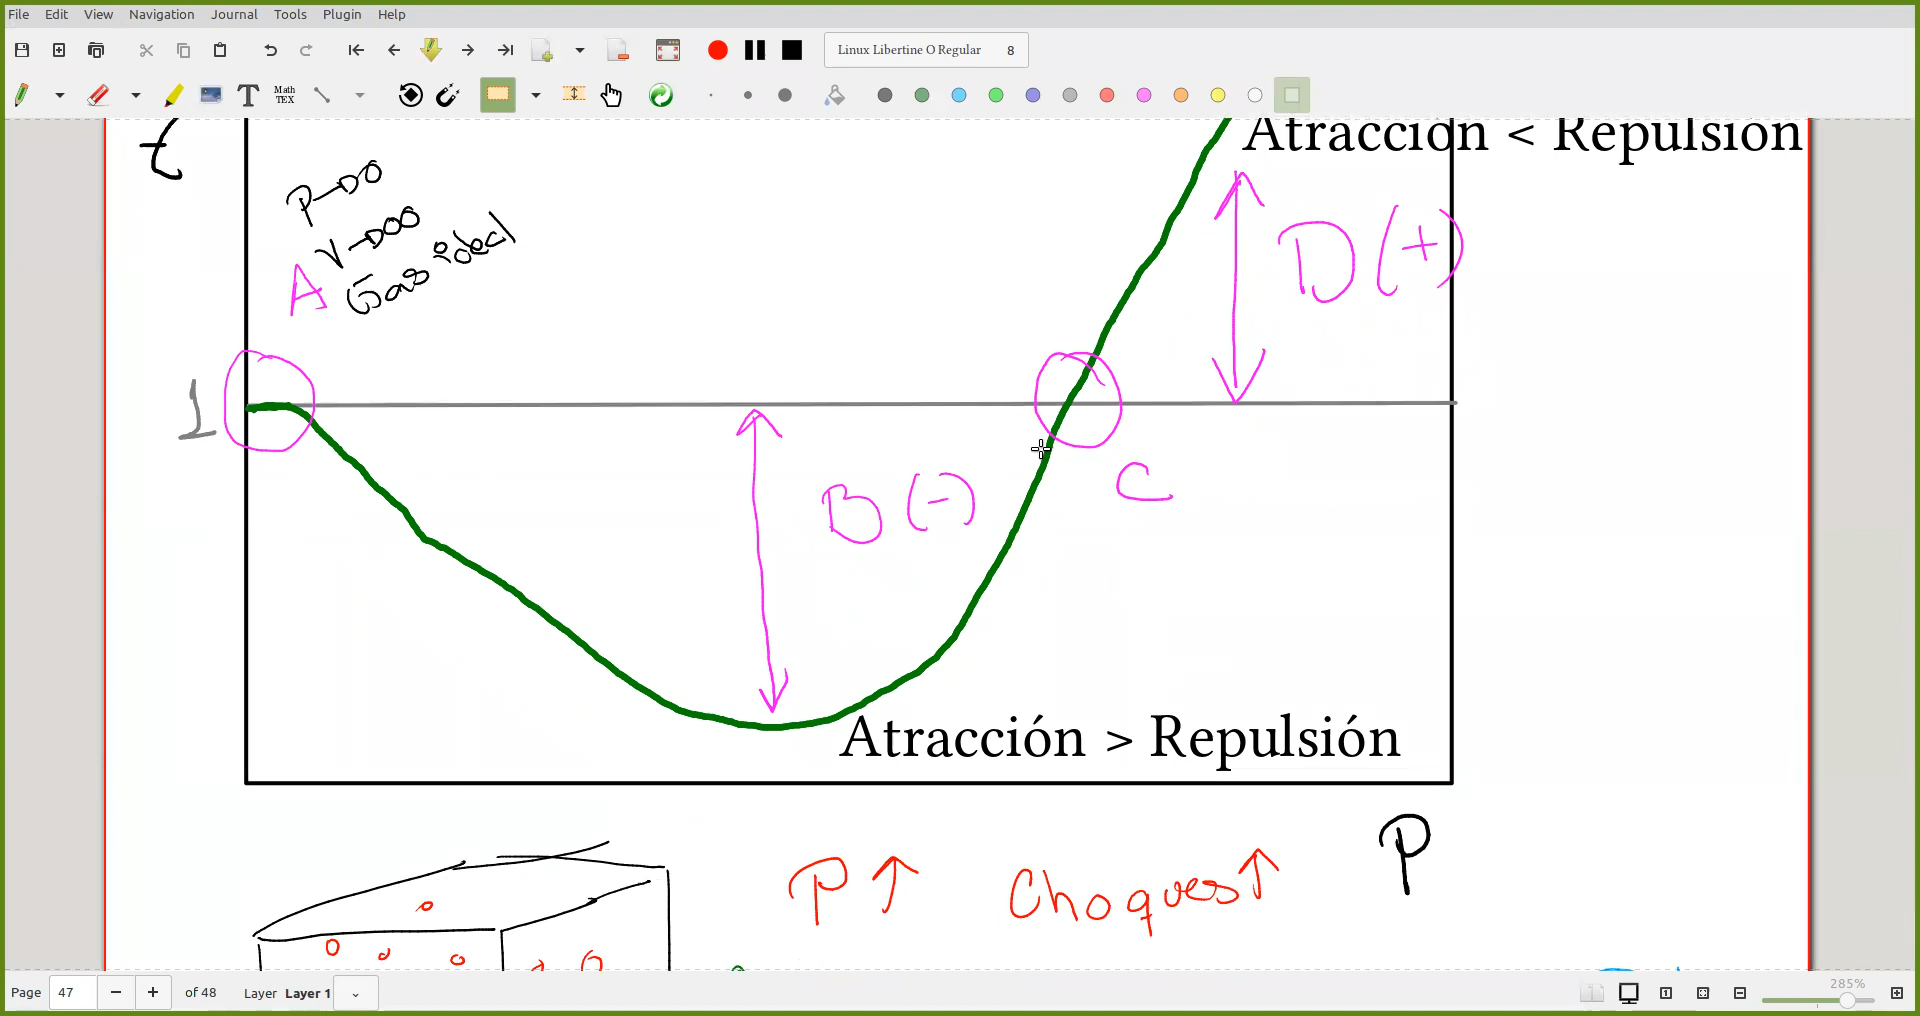 File Edit View Navigation Journal Tools Plugin Help
Linux Libertine O Regular 8
Math
TEX
Atracción < Repulsión
P→0
V→∞
Gas ideal
A
D(+)
1
C
B(-)
Atracción > Repulsión
P
P↑ Choques↑
Page 47 of 48 Layer Layer 1
285%